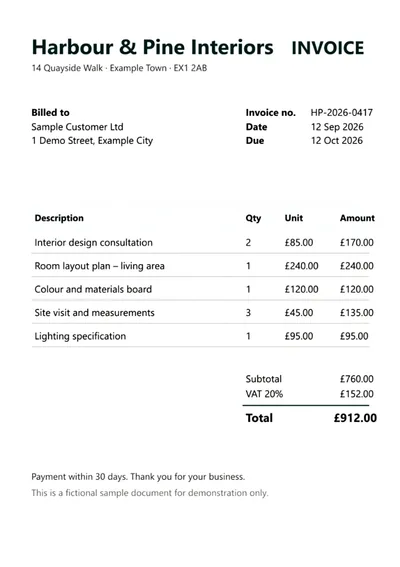 Harbour & Pine Interiors INVOICE
14 Quayside Walk · Example Town · EX1 2AB
Billed to Invoice no. HP-2026-0417
Sample Customer Ltd Date 12 Sep 2026
1 Demo Street, Example City Due 12 Oct 2026
Description Qty Unit Amount
Interior design consultation 2 £85.00 £170.00
Room layout plan – living area 1 £240.00 £240.00
Colour and materials board 1 £120.00 £120.00
Site visit and measurements 3 £45.00 £135.00
Lighting specification 1 £95.00 £95.00
Subtotal £760.00
VAT 20% £152.00
Total £912.00
Payment within 30 days. Thank you for your business.
This is a fictional sample document for demonstration only.